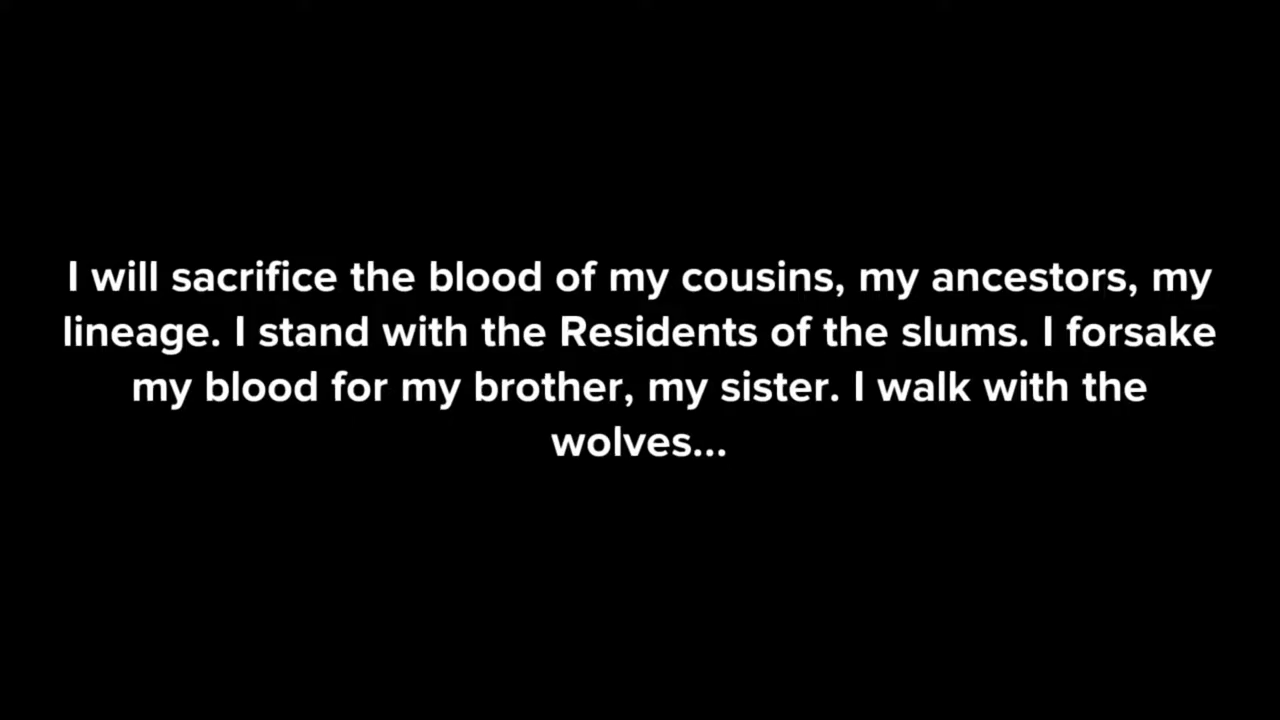 I will sacrifice the blood of my cousins, my ancestors, my
lineage. I stand with the Residents of the slums. I forsake
my blood for my brother, my sister. I walk with the
wolves...